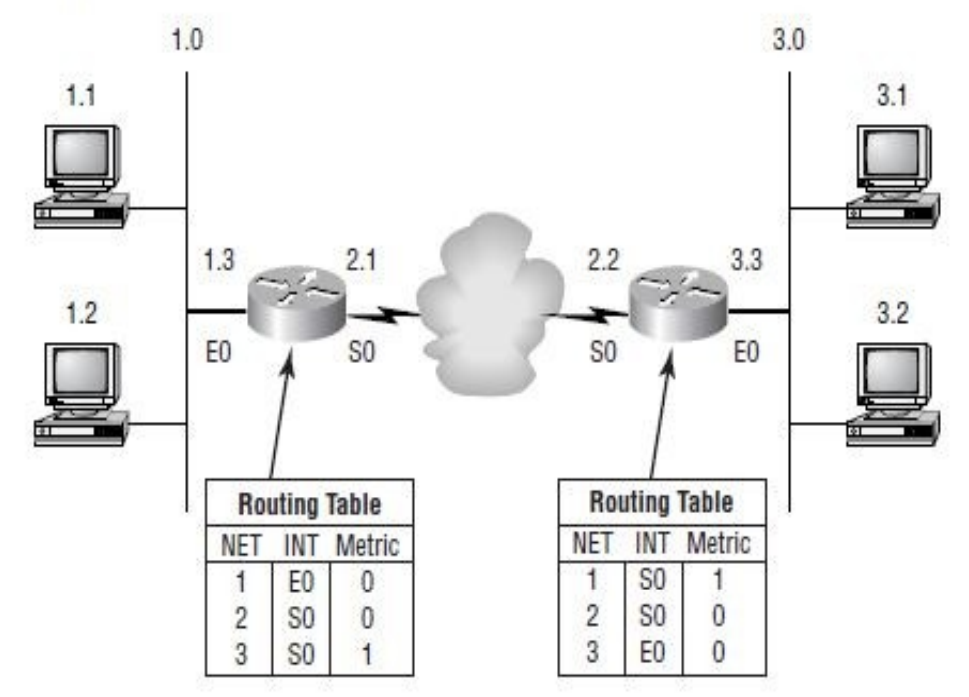 1.0
3.0
1.1
3.1
1.3
2.1
2.2
3.3
1.2
3.2
E0
S0
S0
E0
Routing Table
NET INT Metric
1 E0 0
2 S0 0
3 S0 1
Routing Table
NET INT Metric
1 S0 1
2 S0 0
3 E0 0